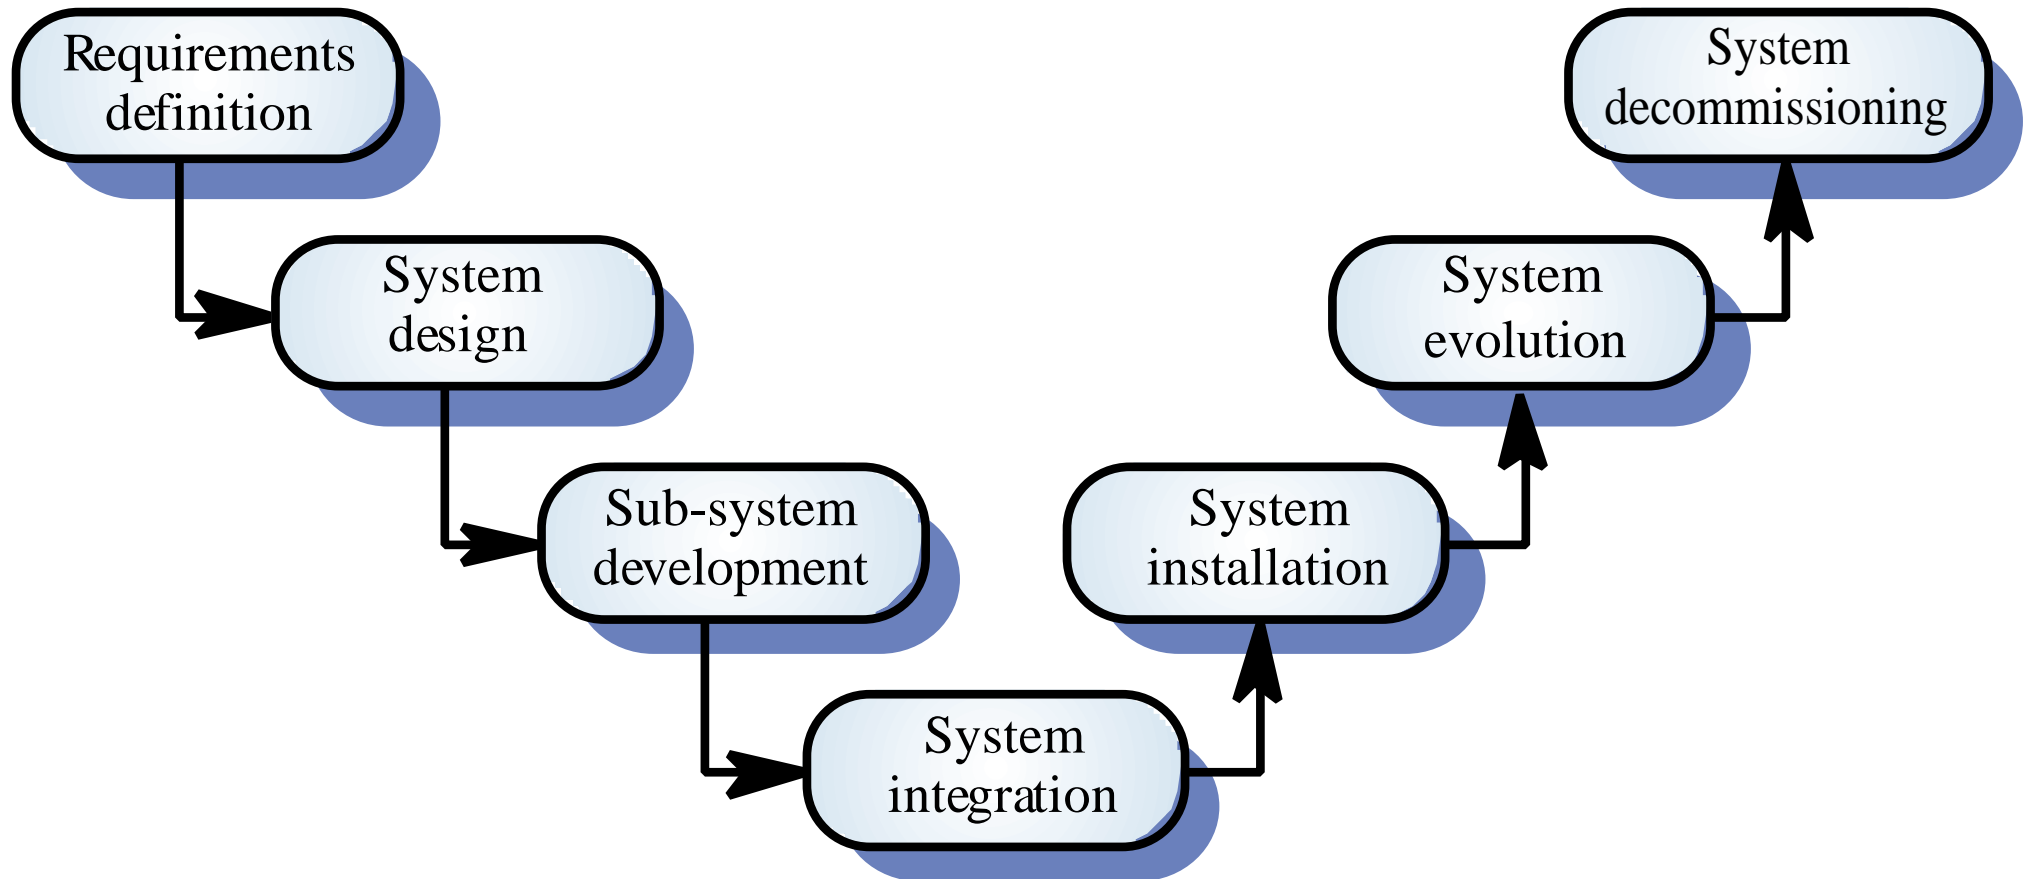 Requirements
definition
System
design
Sub-system
development
System
integration
System
installation
System
evolution
System
decommissioning